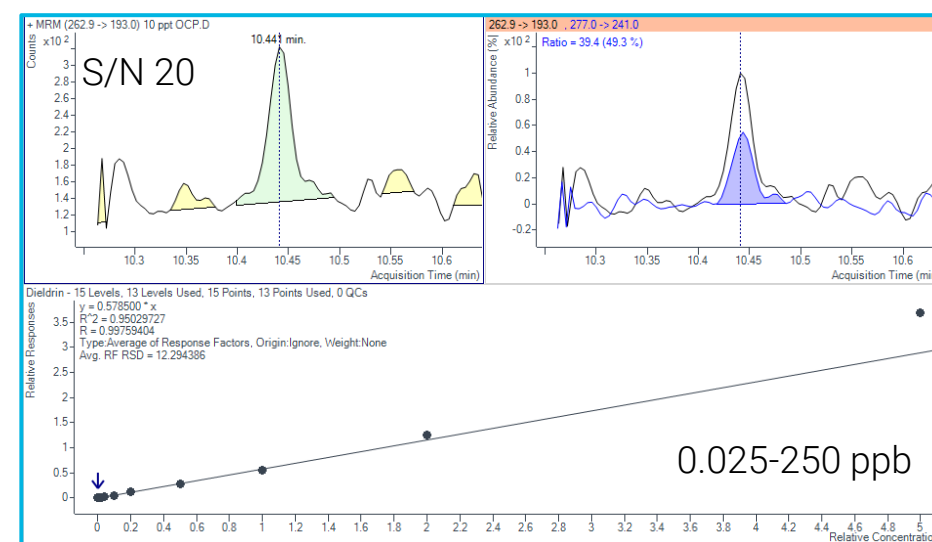 + MRM (262.9 -> 193.0) 10 ppt OCP.D
Counts
x10 2
10.441 min.
S/N 20
3
2.8
2.6
2.4
2.2
2
1.8
1.6
1.4
1.2
1
10.3 10.35 10.4 10.45 10.5 10.55 10.6
Acquisition Time (min)
262.9 -> 193.0 , 277.0 -> 241.0
Relative Abundance (%)
x10 2
Ratio = 39.4 (49.3 %)
1
0.8
0.6
0.4
0.2
0
-0.2
10.3 10.35 10.4 10.45 10.5 10.55 10.6
Acquisition Time (mi
Dieldrin - 15 Levels, 13 Levels Used, 15 Points, 13 Points Used, 0 QCs
Relative Responses
y = 0.578500 * x
R^2 = 0.95029727
R = 0.99759404
Type:Average of Response Factors, Origin:Ignore, Weight:None
Avg. RF RSD = 12.294386
3.5
3
2.5
2
1.5
1
0.5
0
0.025-250 ppb
0 0.2 0.4 0.6 0.8 1 1.2 1.4 1.6 1.8 2 2.2 2.4 2.6 2.8 3 3.2 3.4 3.6 3.8 4 4.2 4.4 4.6 4.8 5
Relative Concentratio